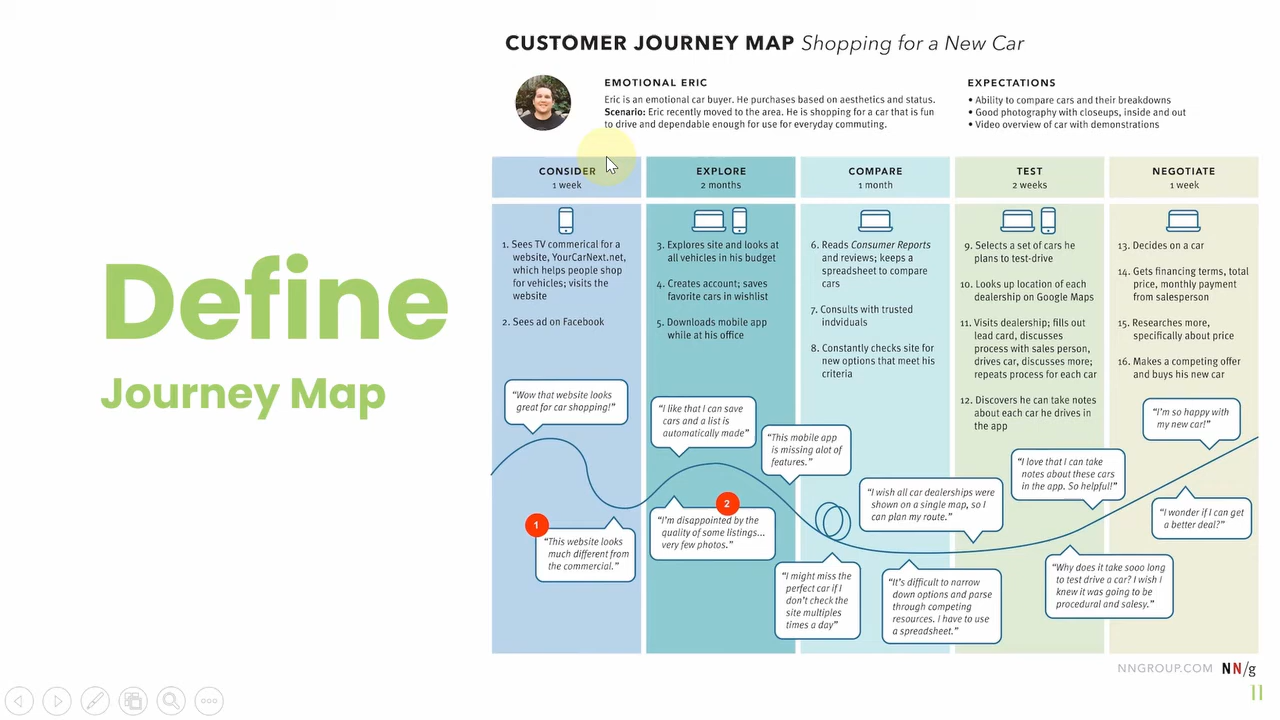 CUSTOMER JOURNEY MAP Shopping for a New Car
EMOTIONAL ERIC
Eric is an emotional car buyer. He purchases based on aesthetics and status.
Scenario: Eric recently moved to the area. He is shopping for a car that is fun
to drive and dependable enough for use for everyday commuting.
EXPECTATIONS
• Ability to compare cars and their breakdowns
• Good photography with closeups, inside and out
• Video overview of car with demonstrations
Define
Journey Map
CONSIDER
1 week
1. Sees TV commerical for a
website, YourCarNext.net,
which helps people shop
for vehicles; visits the
website
2. Sees ad on Facebook
"Wow that website looks
great for car shopping!"
1
"This website looks
much different from
the commercial."
EXPLORE
2 months
3. Explores site and looks at
all vehicles in his budget
4. Creates account; saves
favorite cars in wishlist
5. Downloads mobile app
while at his office
"I like that I can save
cars and a list is
automatically made"
"This mobile app
is missing alot of
features."
2
"I'm disappointed by the
quality of some listings...
very few photos."
COMPARE
1 month
6. Reads Consumer Reports
and reviews; keeps a
spreadsheet to compare
cars
7. Consults with trusted
indviduals
8. Constantly checks site for
new options that meet his
criteria
"I might miss the
perfect car if I
don't check the
site multiples
times a day"
"I wish all car dealerships were
shown on a single map, so I
can plan my route."
"It's difficult to narrow
down options and parse
through competing
resources. I have to use
a spreadsheet."
TEST
2 weeks
9. Selects a set of cars he
plans to test-drive
10. Looks up location of each
dealership on Google Maps
11. Visits dealership; fills out
lead card, discusses
process with sales person,
drives car, discusses more;
repeats process for each car
12. Discovers he can take notes
about each car he drives in
the app
"I love that I can take
notes about these cars
in the app. So helpful!"
"Why does it take sooo long
to test drive a car? I wish I
knew it was going to be
procedural and salesy."
NEGOTIATE
1 week
13. Decides on a car
14. Gets financing terms, total
price, monthly payment
from salesperson
15. Researches more,
specifically about price
16. Makes a competing offer
and buys his new car
"I'm so happy with
my new car!"
"I wonder if I can get
a better deal?"
NNGROUP.COM NN/g
11